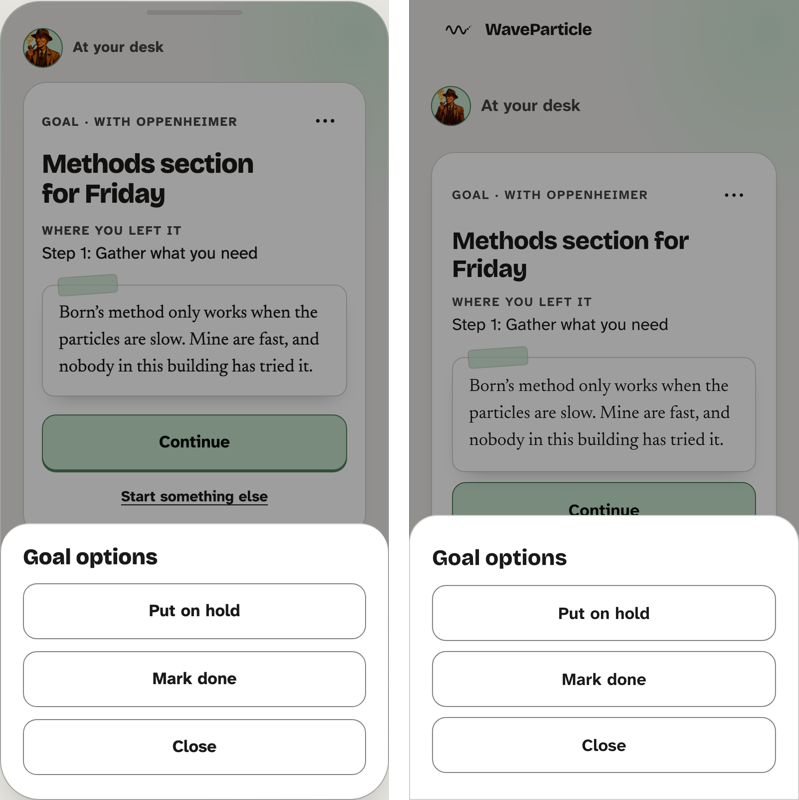 At your desk
GOAL · WITH OPPENHEIMER
Methods section
for Friday
WHERE YOU LEFT IT
Step 1: Gather what you need
Born’s method only works when the
particles are slow. Mine are fast, and
nobody in this building has tried it.
Continue
Start something else
Goal options
Put on hold
Mark done
Close
WaveParticle
At your desk
GOAL · WITH OPPENHEIMER
Methods section for
Friday
WHERE YOU LEFT IT
Step 1: Gather what you need
Born’s method only works when the
particles are slow. Mine are fast, and
nobody in this building has tried it.
Continue
Goal options
Put on hold
Mark done
Close